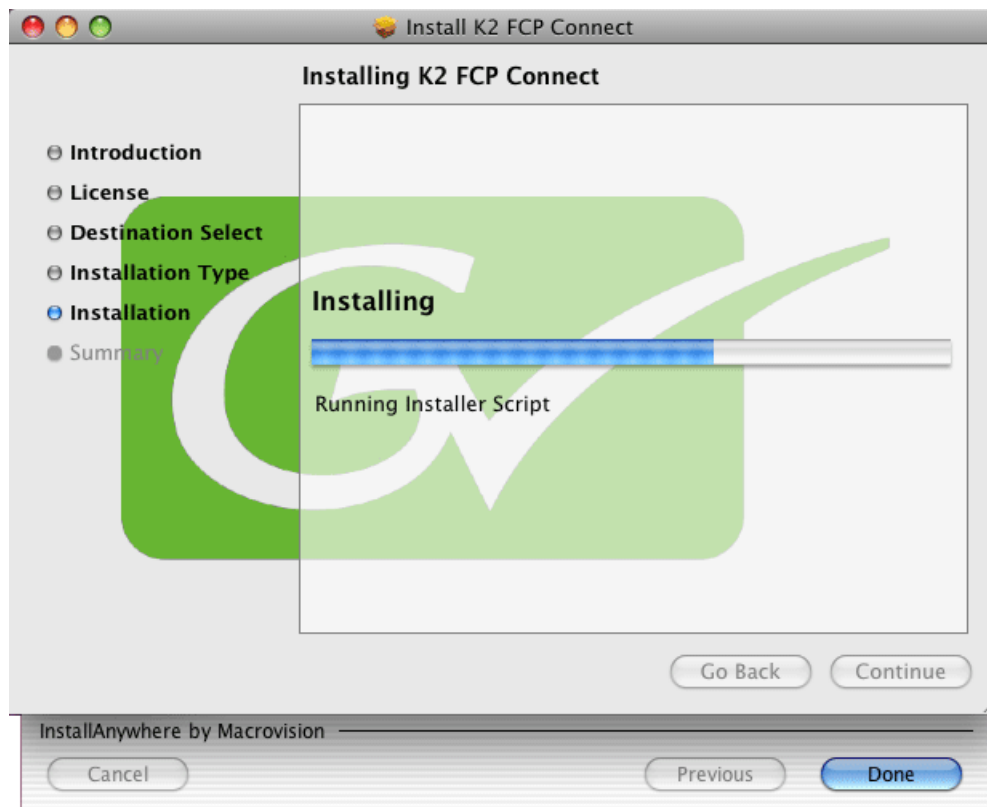 Install K2 FCP Connect
Installing K2 FCP Connect
Introduction
License
Destination Select
Installation Type
Installation
Summary
Installing
Running Installer Script
Go Back
Continue
InstallAnywhere by Macrovision
Cancel
Previous
Done